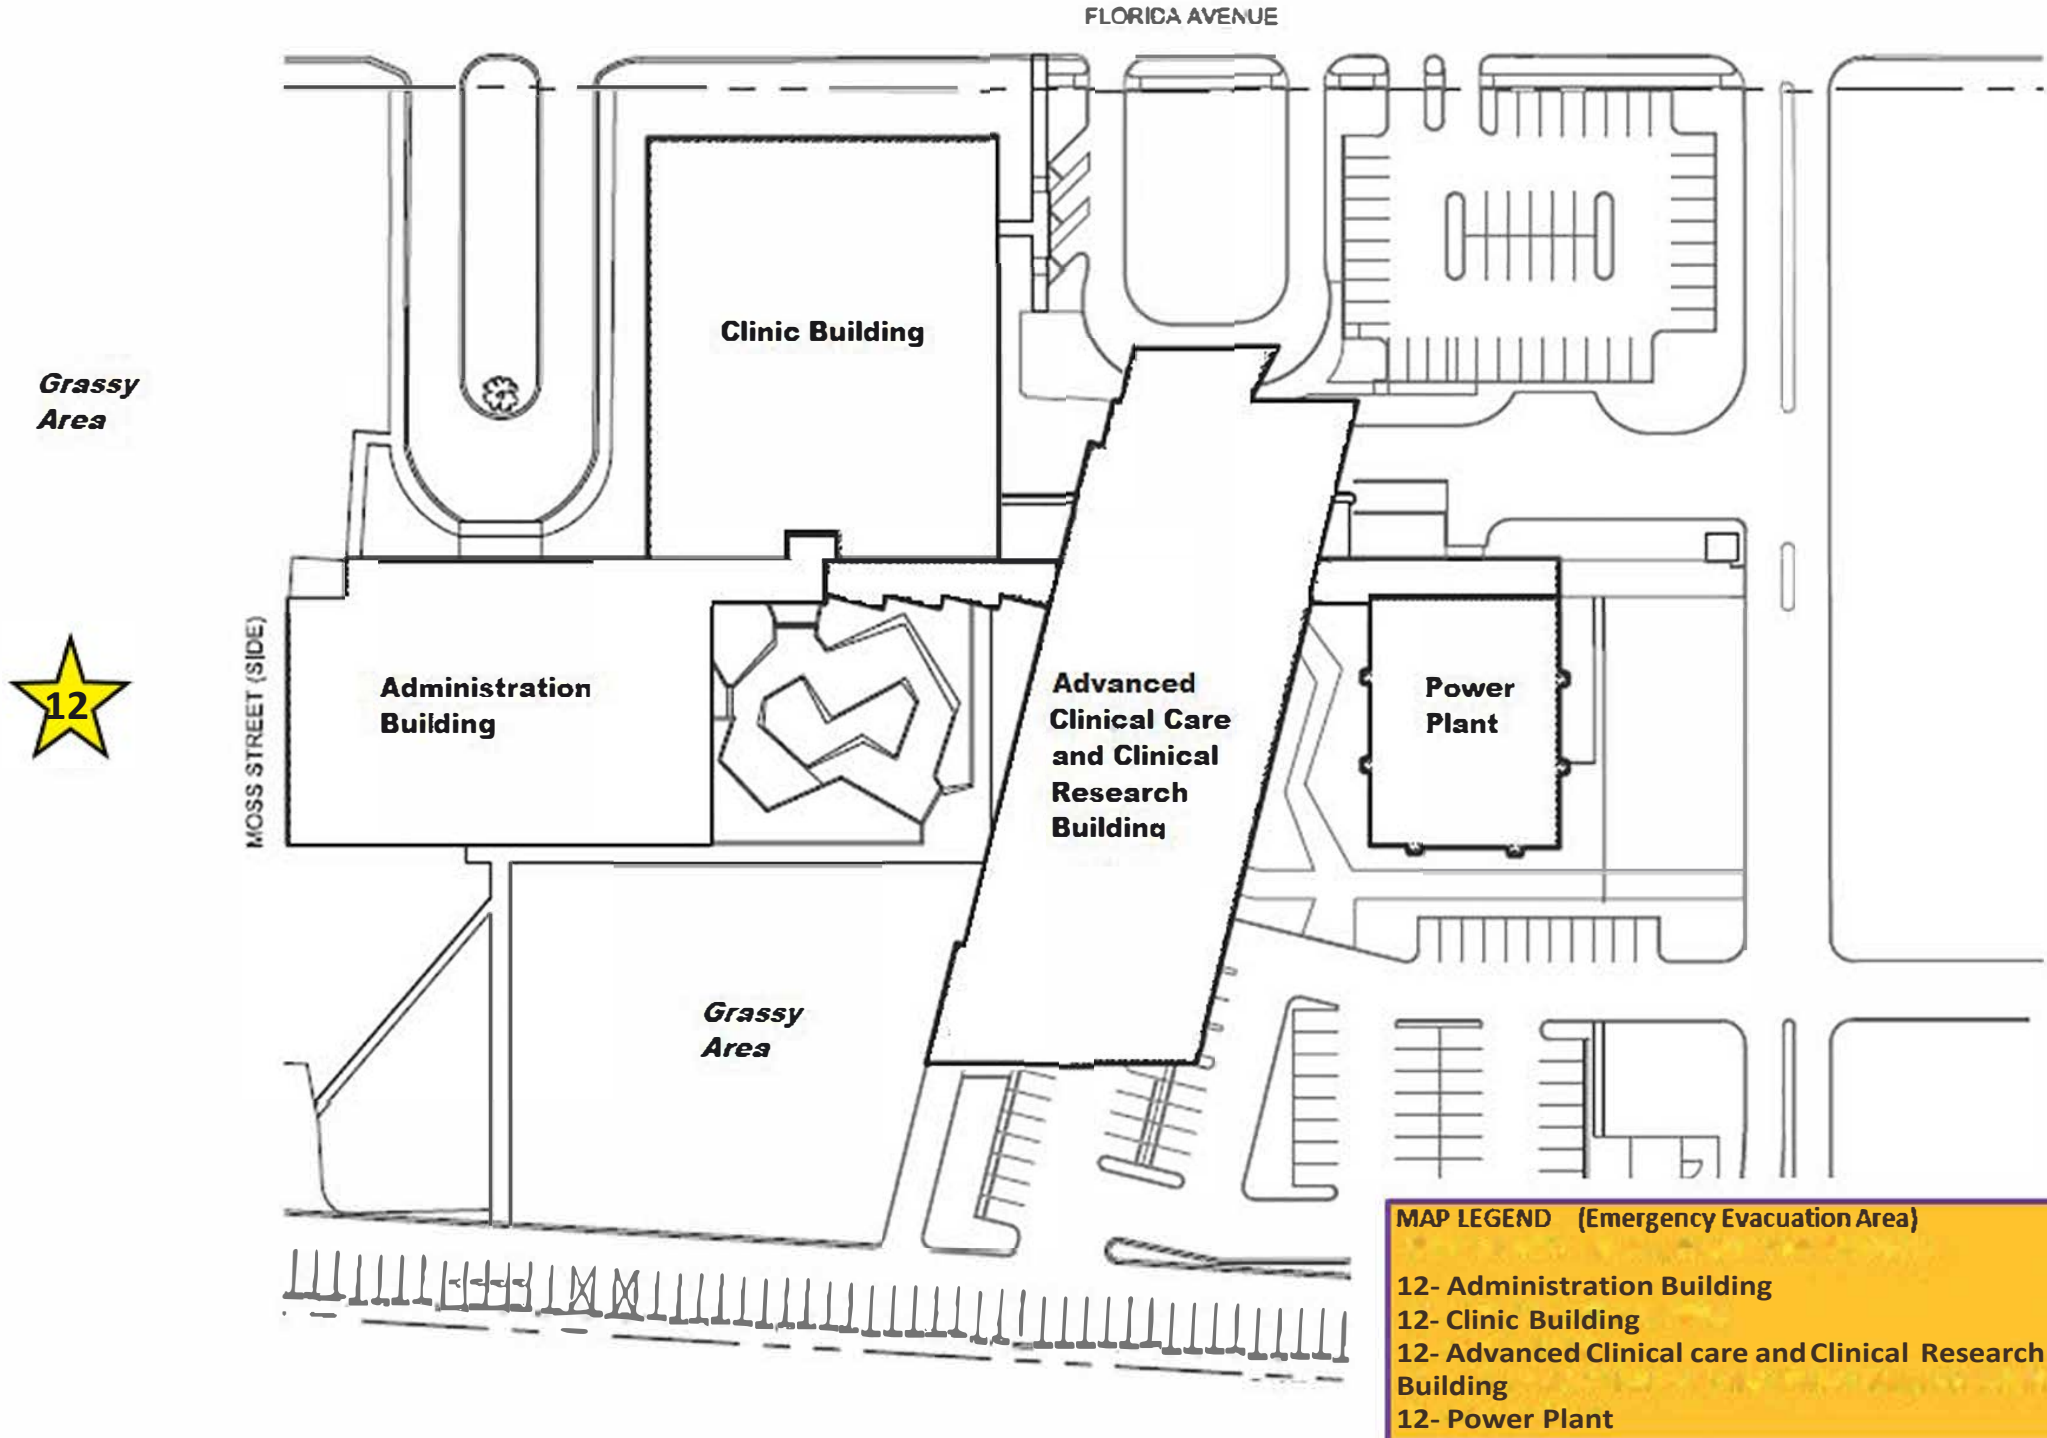 FLORIDA AVENUE
Clinic Building
Grassy
Area
MOSS STREET (SIDE)
12
Administration
Building
Advanced
Clinical Care
and Clinical
Research
Building
Power
Plant
Grassy
Area
MAP LEGEND (Emergency Evacuation Area)
12- Administration Building
12- Clinic Building
12- Advanced Clinical care and Clinical Research
Building
12- Power Plant